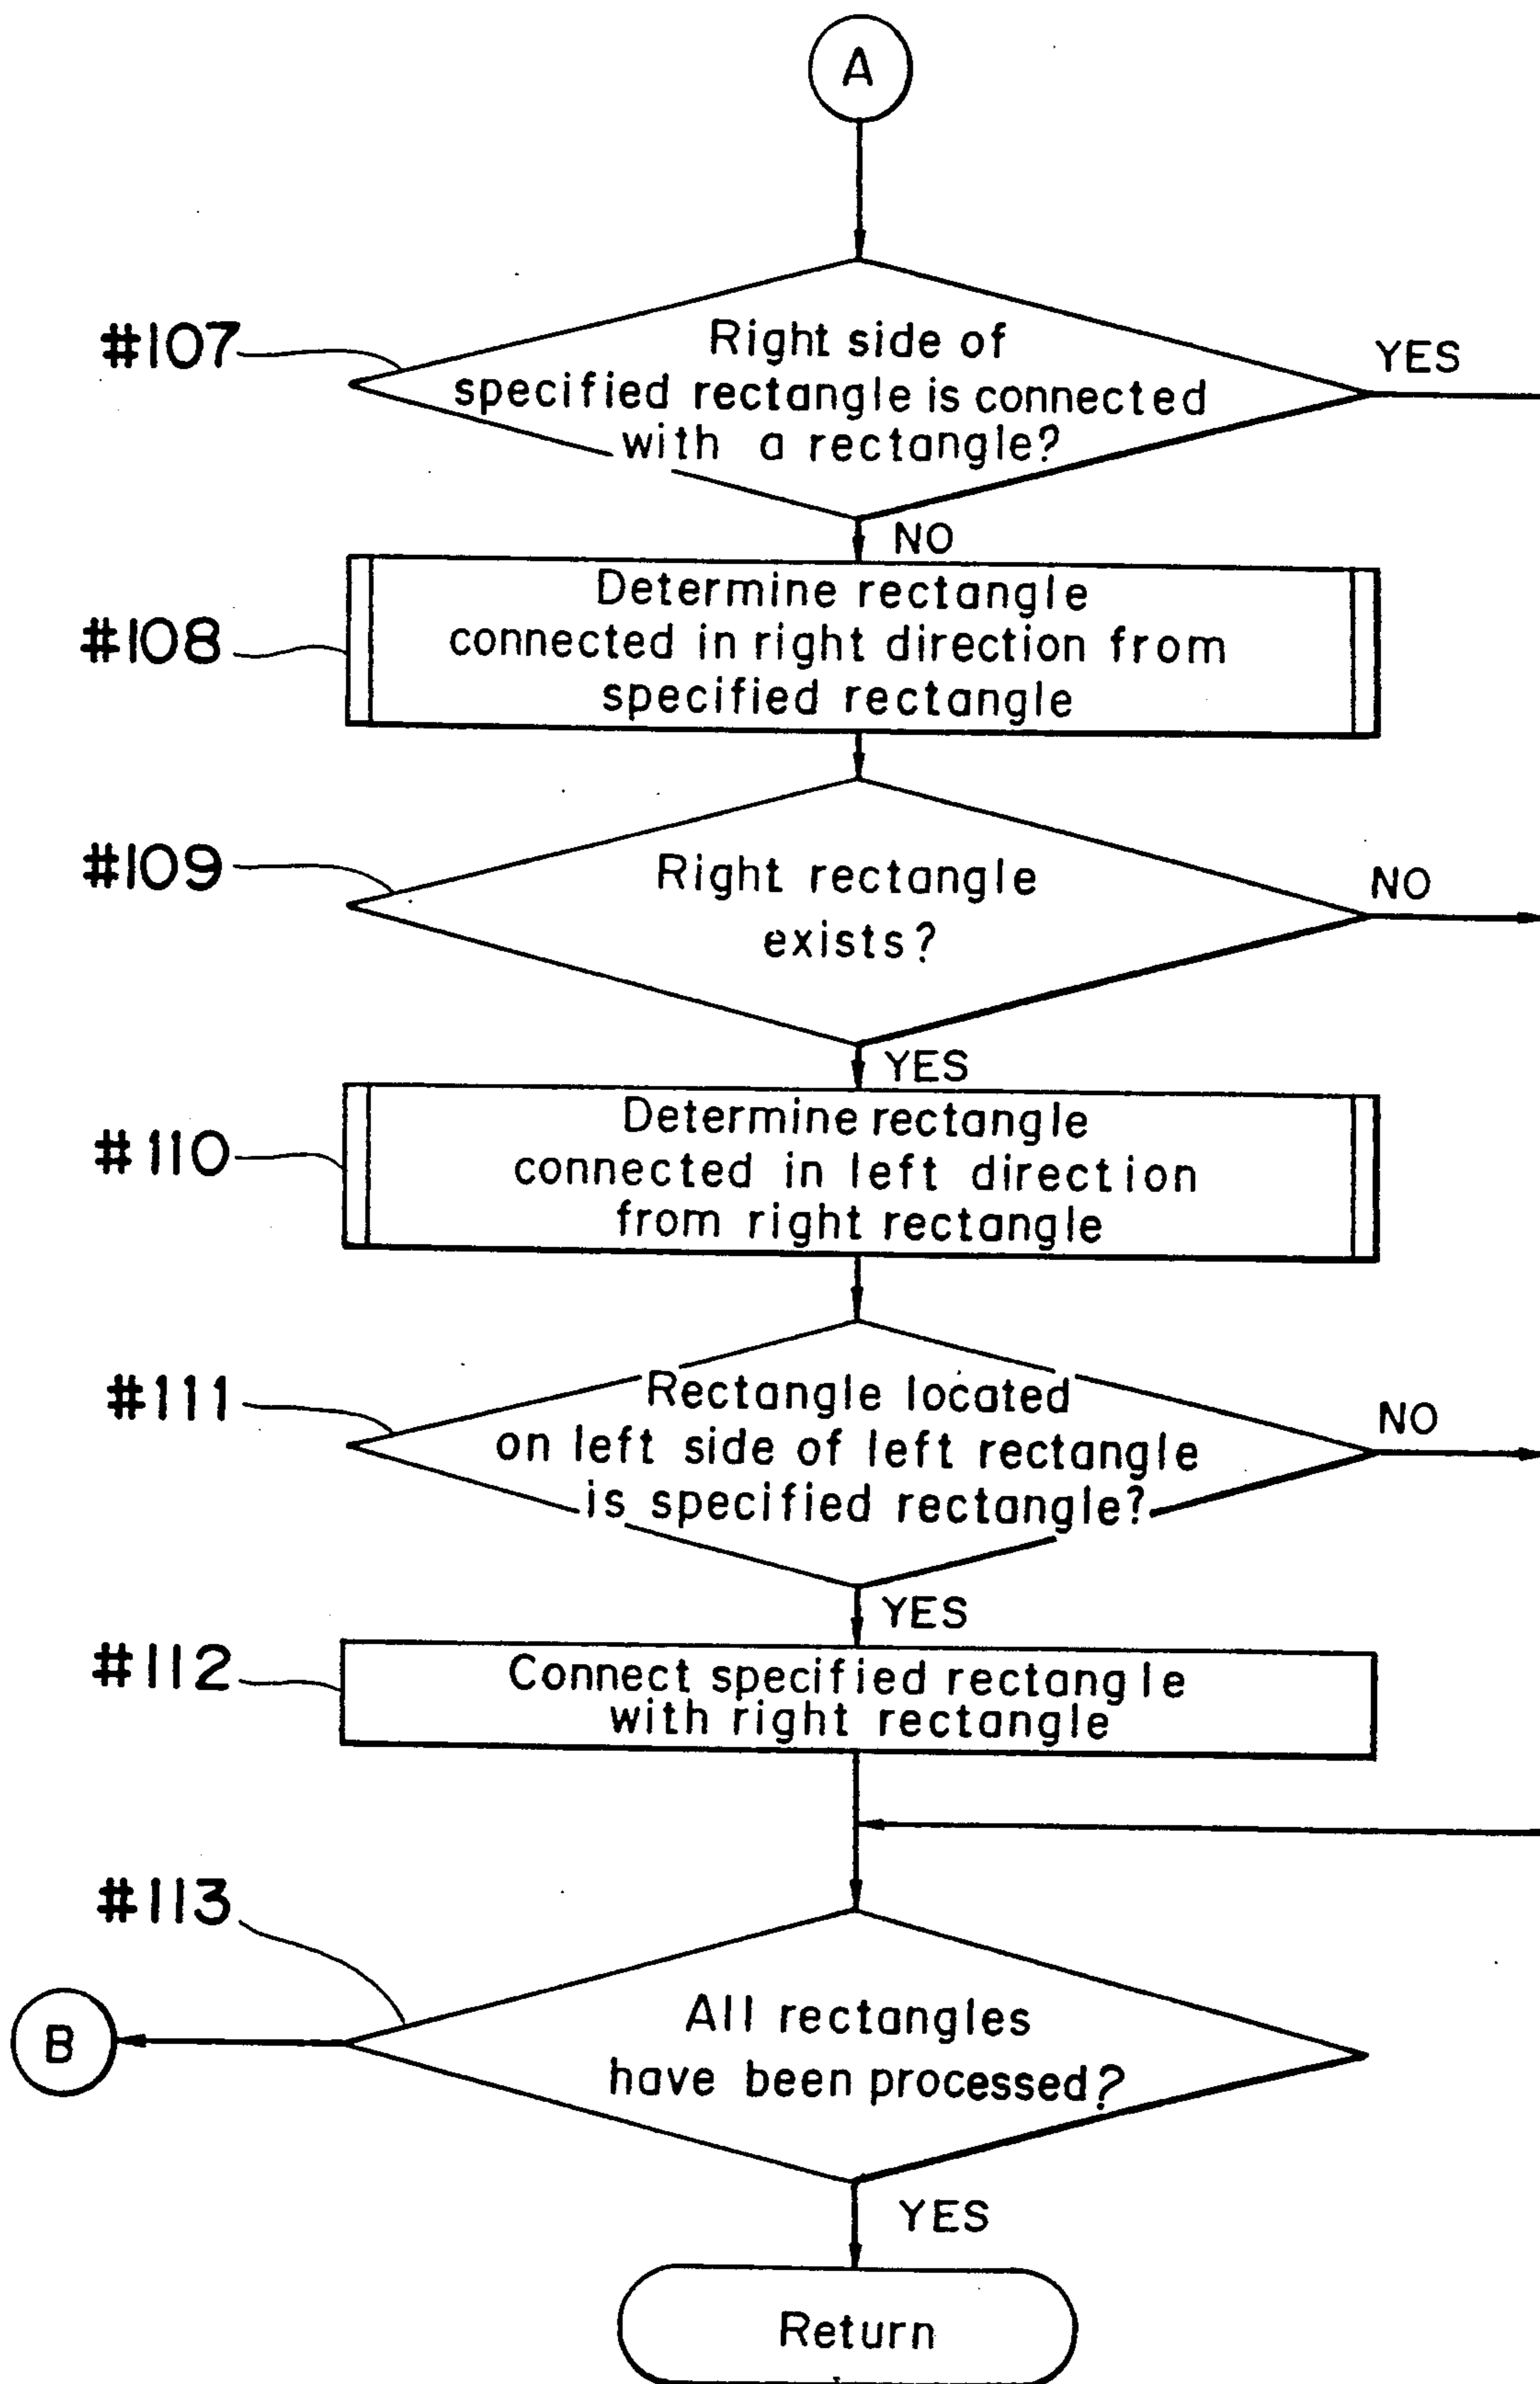 A
#107
Right side of
specified rectangle is connected
with a rectangle?
YES
NO
#108
Determine rectangle
connected in right direction from
specified rectangle
#109
Right rectangle
exists?
NO
YES
#110
Determine rectangle
connected in left direction
from right rectangle
#111
Rectangle located
on left side of left rectangle
is specified rectangle?
NO
YES
#112
Connect specified rectangle
with right rectangle
#113
All rectangles
have been processed?
B
YES
Return